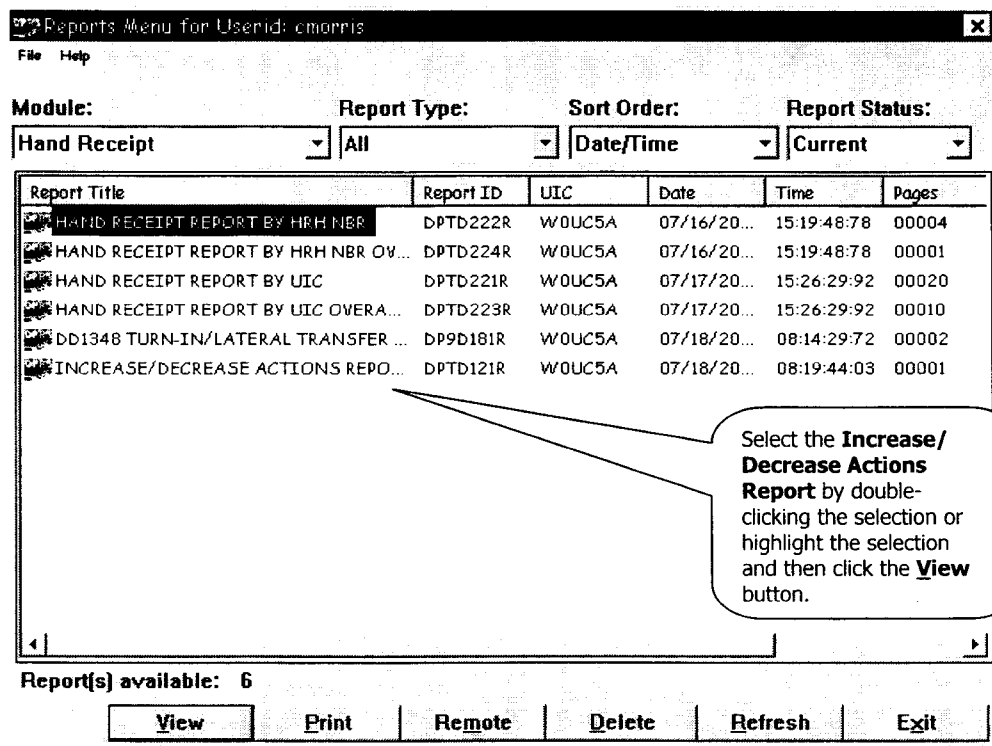 Reports Menu for Userid: cmorris
File Help
Module: Report Type: Sort Order: Report Status:
Hand Receipt All Date/Time Current
Report Title Report ID UIC Date Time Pages
HAND RECEIPT REPORT BY HRH NBR DPTD222R W0UC5A 07/16/20... 15:19:48:78 00004
HAND RECEIPT REPORT BY HRH NBR OV... DPTD224R W0UC5A 07/16/20... 15:19:48:78 00001
HAND RECEIPT REPORT BY UIC DPTD221R W0UC5A 07/17/20... 15:26:29:92 00020
HAND RECEIPT REPORT BY UIC OVERA... DPTD223R W0UC5A 07/17/20... 15:26:29:92 00010
DD1348 TURN-IN/LATERAL TRANSFER ... DP9D181R W0UC5A 07/18/20... 08:14:29:72 00002
INCREASE/DECREASE ACTIONS REPO... DPTD121R W0UC5A 07/18/20... 08:19:44:03 00001
Select the Increase/
Decrease Actions
Report by double-
clicking the selection or
highlight the selection
and then click the View
button.
Report(s) available: 6
View Print Remote Delete Refresh Exit